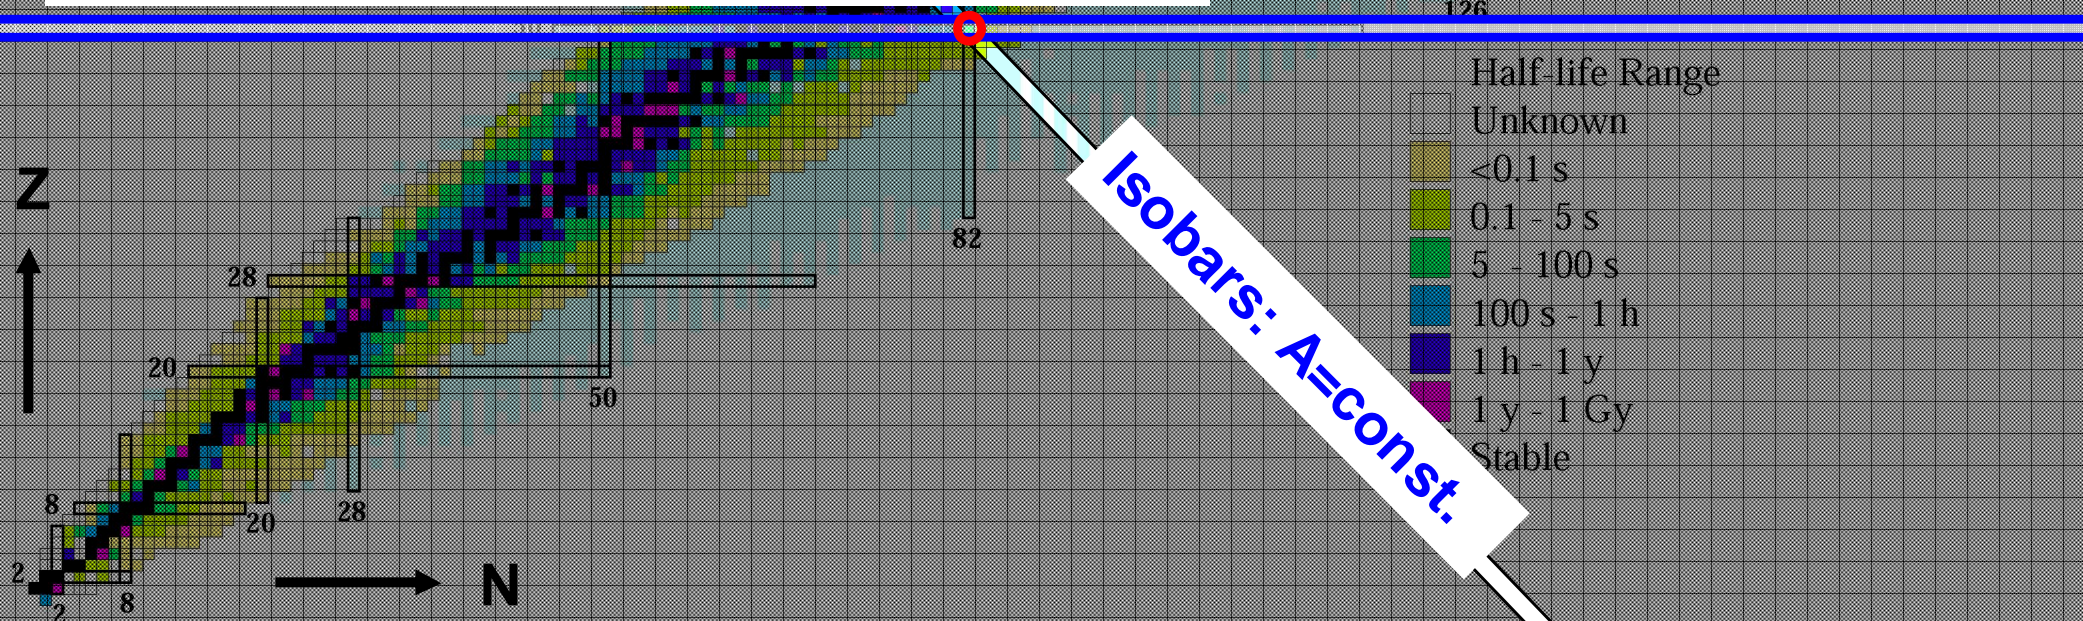 126
Half-life Range
Unknown
<0.1 s
0.1 - 5 s
5 - 100 s
100 s - 1 h
1 h - 1 y
1 y - 1 Gy
Stable
Isobars: A=const.
Z
N
82
28
20
50
8
20
28
2
2
8